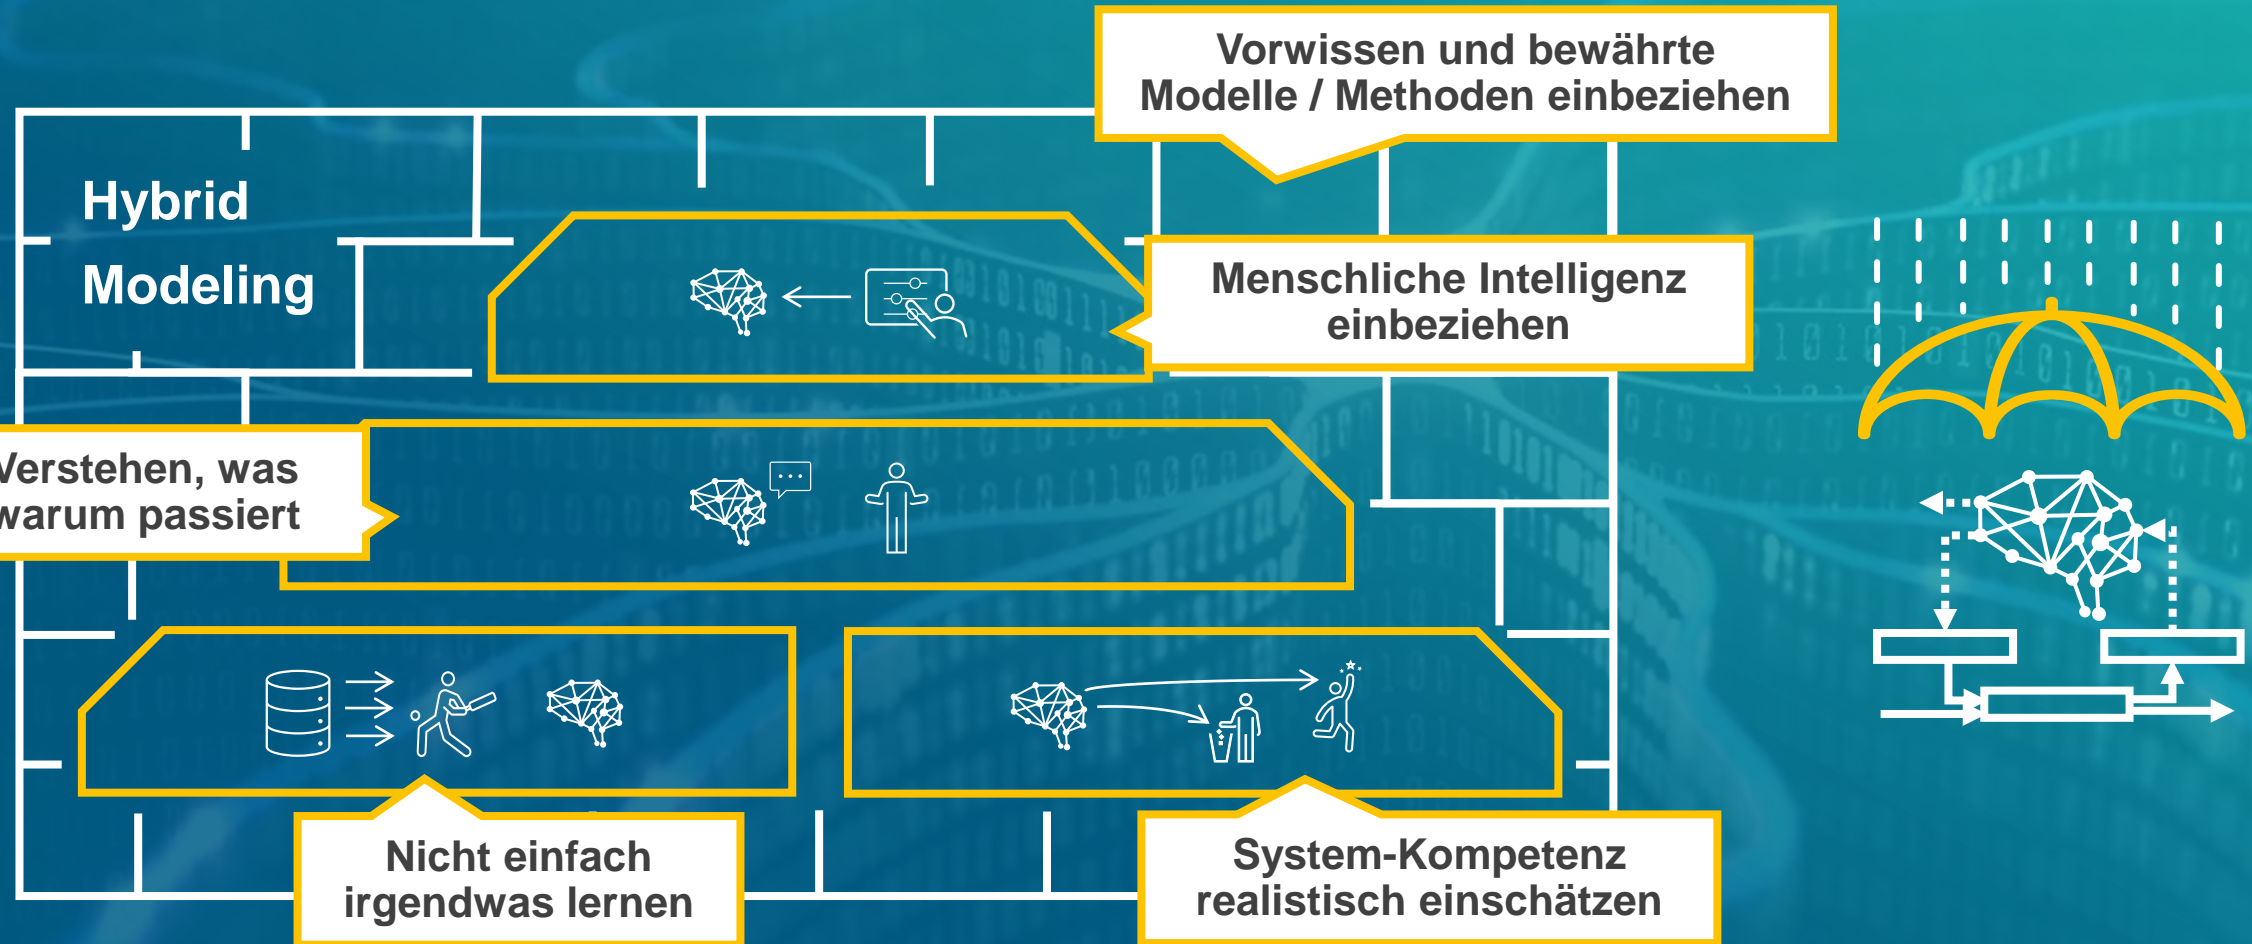 Vorwissen und bewährte
Modelle / Methoden einbeziehen
Hybrid
Modeling
Menschliche Intelligenz
einbeziehen
Verstehen, was
warum passiert
Nicht einfach
irgendwas lernen
System-Kompetenz
realistisch einschätzen